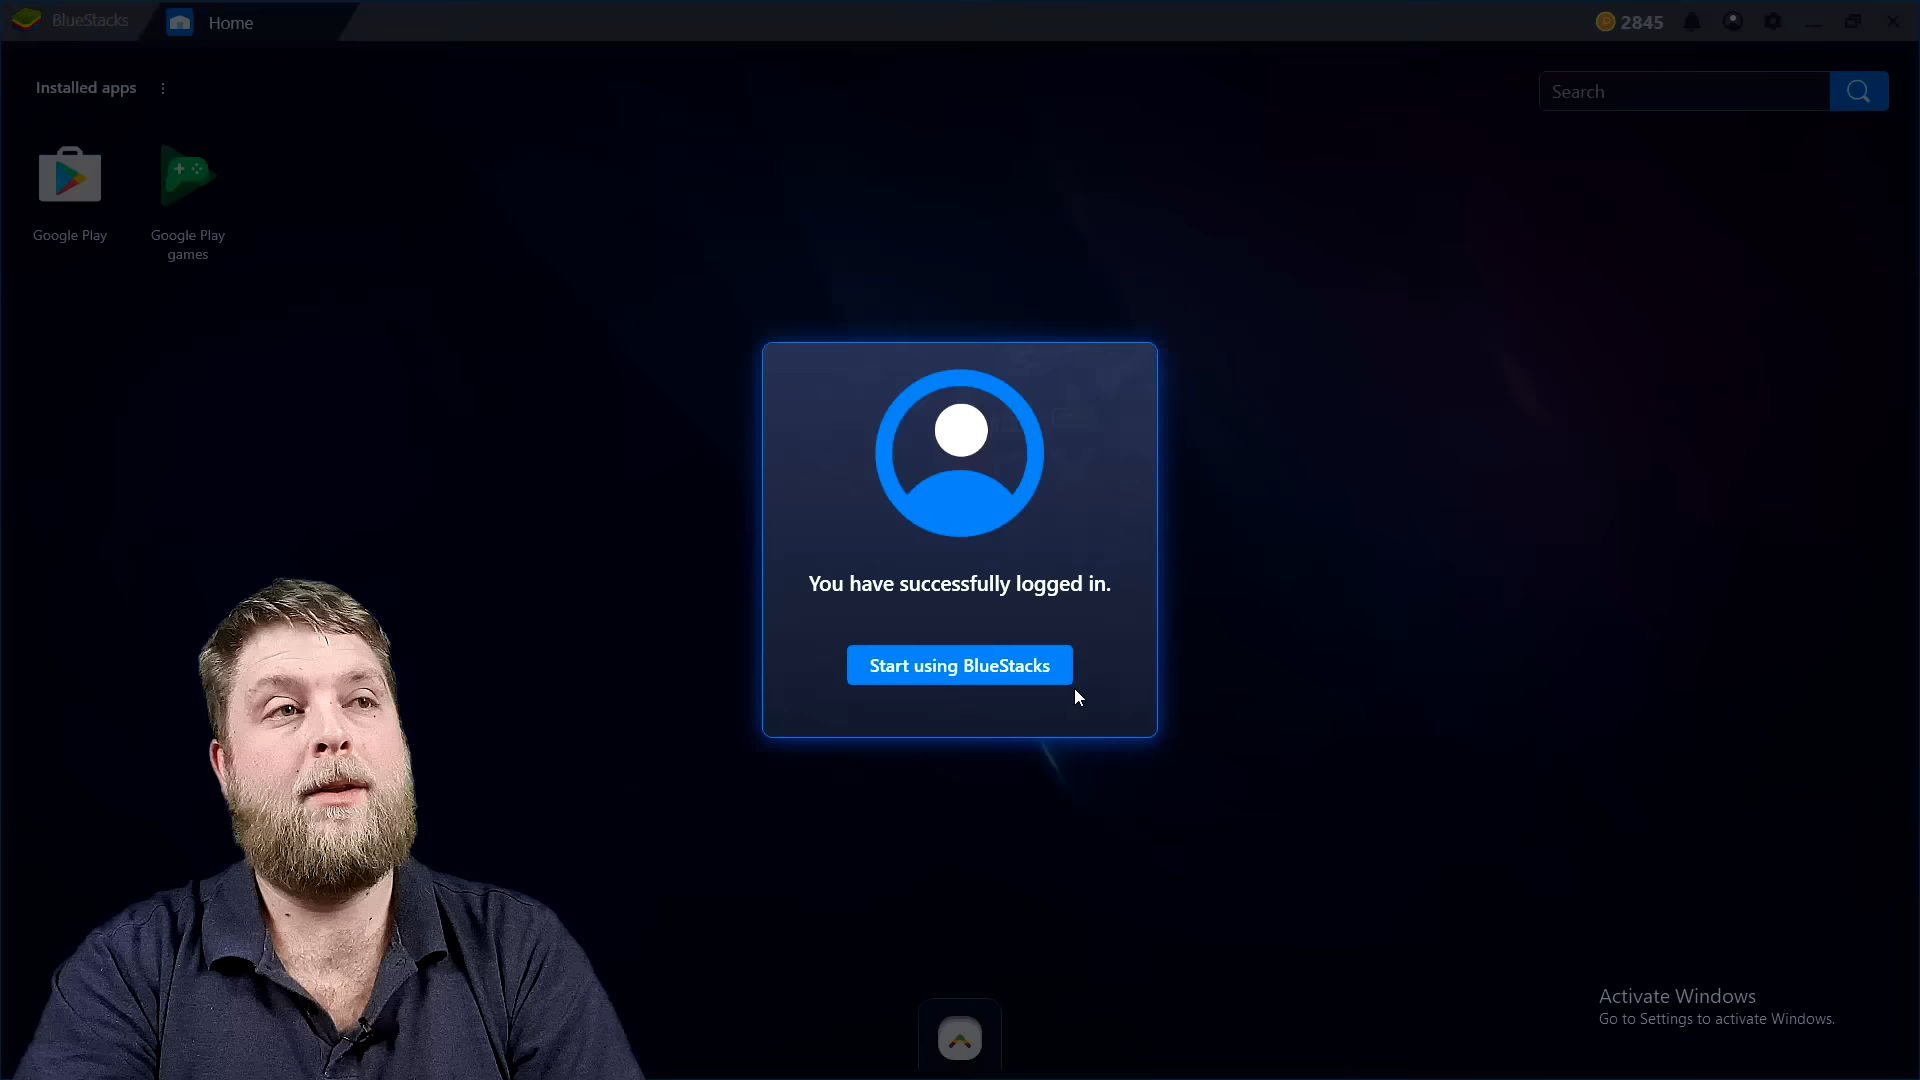 BlueStacks
Home
2845
Installed apps
Search
Google Play
Google Play
games
You have successfully logged in.
Start using BlueStacks
Activate Windows
Go to Settings to activate Windows.